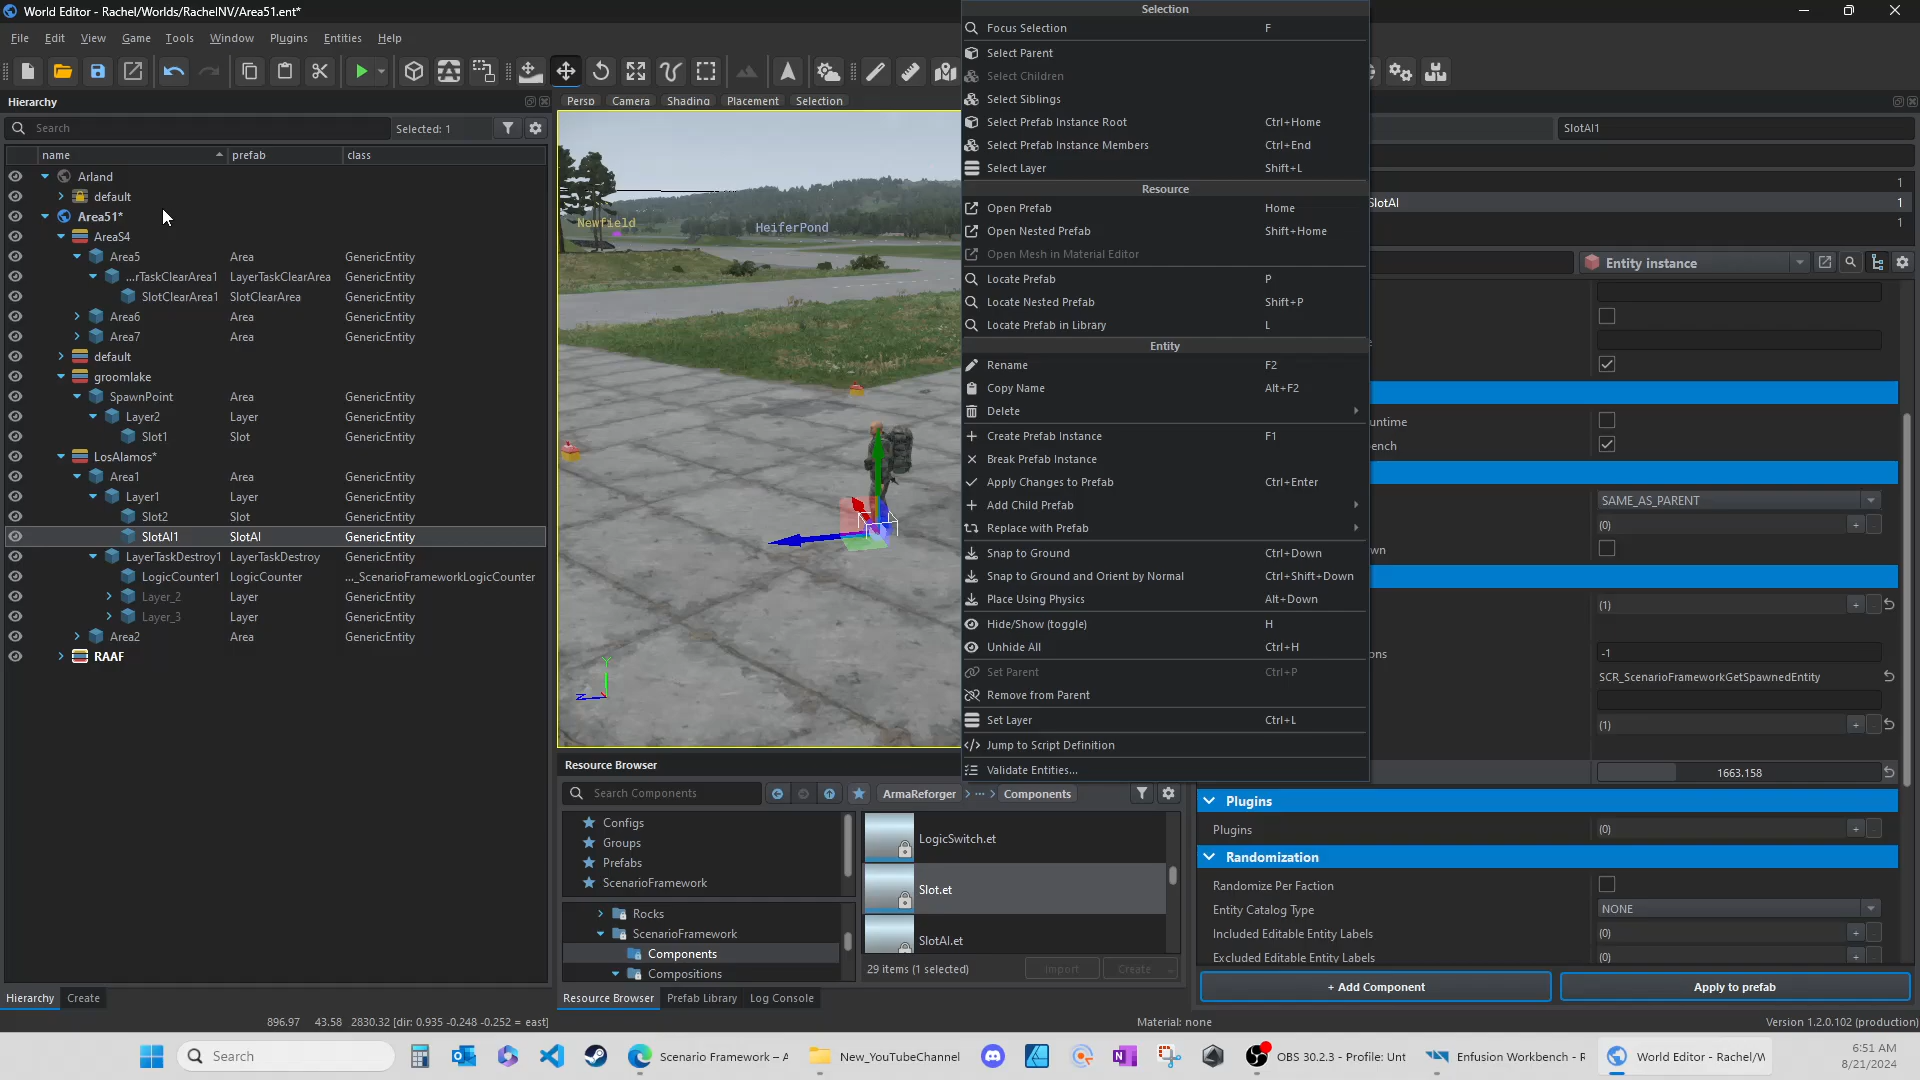 World Editor - Rachel/Worlds/RachelNV/Area51.ent*
File Edit View Game Tools Window Plugins Entities Help
Hierarchy
Search Selected: 1
name prefab class
Arland
default
Area51*
AreaS4
Area5 Area GenericEntity
...rTaskClearArea1 LayerTaskClearArea GenericEntity
SlotClearArea1 SlotClearArea GenericEntity
Area6 Area GenericEntity
Area7 Area GenericEntity
default
groomlake
SpawnPoint Area GenericEntity
Layer2 Layer GenericEntity
Slot1 Slot GenericEntity
LosAlamos*
Area1 Area GenericEntity
Layer1 Layer GenericEntity
Slot2 Slot GenericEntity
SlotAI1 SlotAI GenericEntity
LayerTaskDestroy1 LayerTaskDestroy GenericEntity
LogicCounter1 LogicCounter ..._ScenarioFrameworkLogicCounter
Layer_2 Layer GenericEntity
Layer_3 Layer GenericEntity
Area2 Area GenericEntity
RAAF
Hierarchy Create
896.97 43.58 2830.32 [dir: 0.935 -0.248 -0.252 = east]
Persp Camera Shading Placement Selection
Newfield
HeiferPond
Y
Z
Selection
Focus Selection F
Select Parent
Select Children
Select Siblings
Select Prefab Instance Root Ctrl+Home
Select Prefab Instance Members Ctrl+End
Select Layer Shift+L
Resource
Open Prefab Home
Open Nested Prefab Shift+Home
Open Mesh in Material Editor
Locate Prefab P
Locate Nested Prefab Shift+P
Locate Prefab in Library L
Entity
Rename F2
Copy Name Alt+F2
Delete
Create Prefab Instance F1
Break Prefab Instance
Apply Changes to Prefab Ctrl+Enter
Add Child Prefab
Replace with Prefab
Snap to Ground Ctrl+Down
Snap to Ground and Orient by Normal Ctrl+Shift+Down
Place Using Physics Alt+Down
Hide/Show (toggle) H
Unhide All Ctrl+H
Set Parent Ctrl+P
Remove from Parent
Set Layer Ctrl+L
Jump to Script Definition
Validate Entities...
Resource Browser
Search Components ArmaReforger > ... > Components
Configs
Groups
Prefabs
ScenarioFramework
Rocks
ScenarioFramework
Components
Compositions
LogicSwitch.et
Slot.et
SlotAI.et
29 items (1 selected) Import Create
Resource Browser Prefab Library Log Console
Material: none
SlotAI1
1
SlotAI 1
1
Entity instance
untime
ench
SAME_AS_PARENT
(0)
wn
(1)
ons -1
SCR_ScenarioFrameworkGetSpawnedEntity
(1)
1663.158
Plugins
Plugins (0)
Randomization
Randomize Per Faction
Entity Catalog Type NONE
Included Editable Entity Labels (0)
Excluded Editable Entity Labels (0)
+ Add Component Apply to prefab
Version 1.2.0.102 (production)
Search Scenario Framework – A New_YouTubeChannel OBS 30.2.3 - Profile: Unt Enfusion Workbench - R World Editor - Rachel/W
6:51 AM
8/21/2024